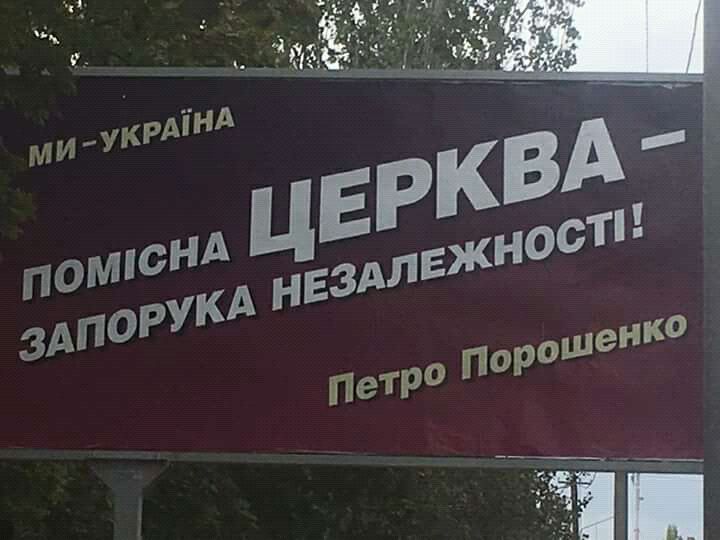 МИ – УКРАЇНА
ПОМІСНА ЦЕРКВА –
ЗАПОРУКА НЕЗАЛЕЖНОСТІ!
Петро Порошенко